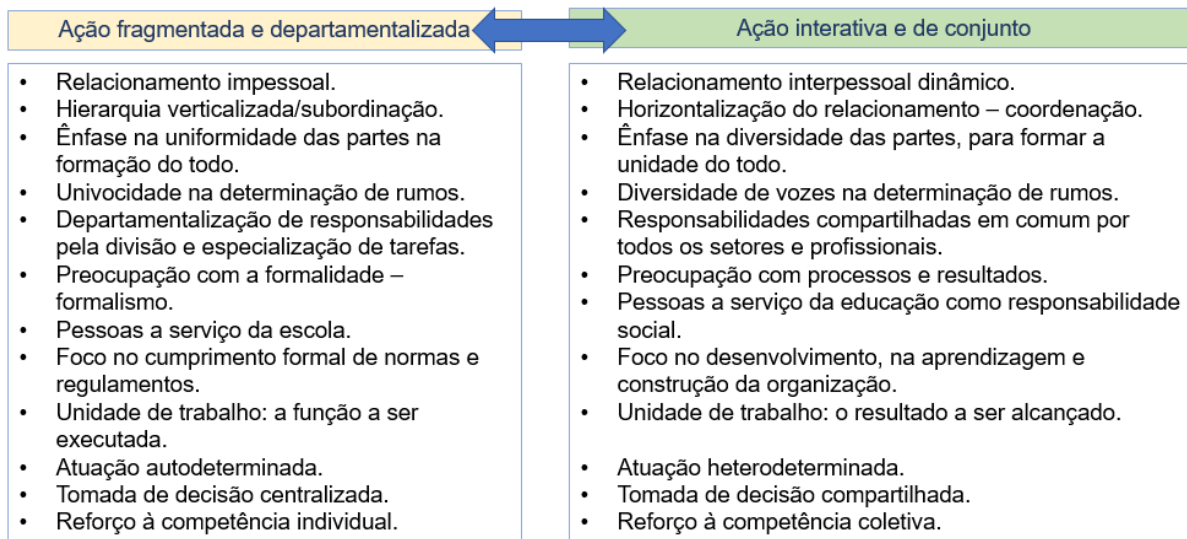 Ação fragmentada e departamentalizada
• Relacionamento impessoal.
• Hierarquia verticalizada/subordinação.
• Ênfase na uniformidade das partes na
formação do todo.
• Univocidade na determinação de rumos.
• Departamentalização de responsabilidades
pela divisão e especialização de tarefas.
• Preocupação com a formalidade –
formalismo.
• Pessoas a serviço da escola.
• Foco no cumprimento formal de normas e
regulamentos.
• Unidade de trabalho: a função a ser
executada.
• Atuação autodeterminada.
• Tomada de decisão centralizada.
• Reforço à competência individual.
Ação interativa e de conjunto
• Relacionamento interpessoal dinâmico.
• Horizontalização do relacionamento – coordenação.
• Ênfase na diversidade das partes, para formar a
unidade do todo.
• Diversidade de vozes na determinação de rumos.
• Responsabilidades compartilhadas em comum por
todos os setores e profissionais.
• Preocupação com processos e resultados.
• Pessoas a serviço da educação como responsabilidade
social.
• Foco no desenvolvimento, na aprendizagem e
construção da organização.
• Unidade de trabalho: o resultado a ser alcançado.
• Atuação heterodeterminada.
• Tomada de decisão compartilhada.
• Reforço à competência coletiva.